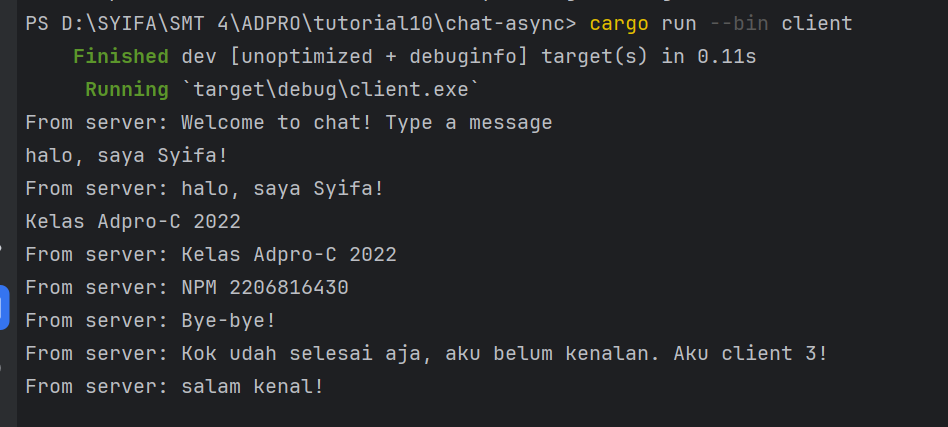 PS D:\SYIFA\SMT 4\ADPRO\tutorial10\chat-async> cargo run --bin client
Finished dev [unoptimized + debuginfo] target(s) in 0.11s
Running `target\debug\client.exe`
From server: Welcome to chat! Type a message
halo, saya Syifa!
From server: halo, saya Syifa!
Kelas Adpro-C 2022
From server: Kelas Adpro-C 2022
From server: NPM 2206816430
From server: Bye-bye!
From server: Kok udah selesai aja, aku belum kenalan. Aku client 3!
From server: salam kenal!